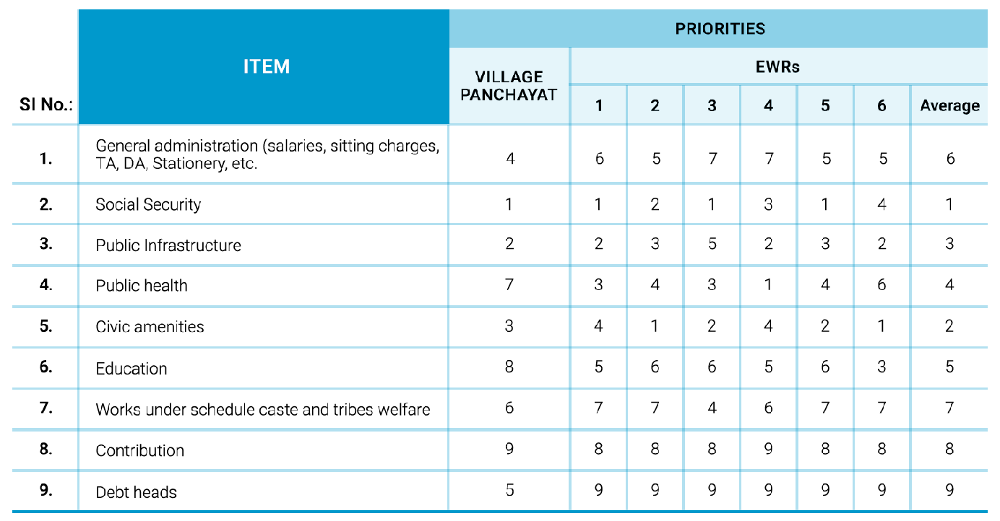 PRIORITIES
ITEM
EWRs
VILLAGE
PANCHAYAT
SI No.: 1 2 3 4 5 6 Average
1. General administration (salaries, sitting charges,
TA, DA, Stationery, etc. 4 6 5 7 7 5 5 6
2. Social Security 1 1 2 1 3 1 4 1
3. Public Infrastructure 2 2 3 5 2 3 2 3
4. Public health 7 3 4 3 1 4 6 4
5. Civic amenities 3 4 1 2 4 2 1 2
6. Education 8 5 6 6 5 6 3 5
7. Works under schedule caste and tribes welfare 6 7 7 4 6 7 7 7
8. Contribution 9 8 8 8 9 8 8 8
9. Debt heads 5 9 9 9 9 9 9 9